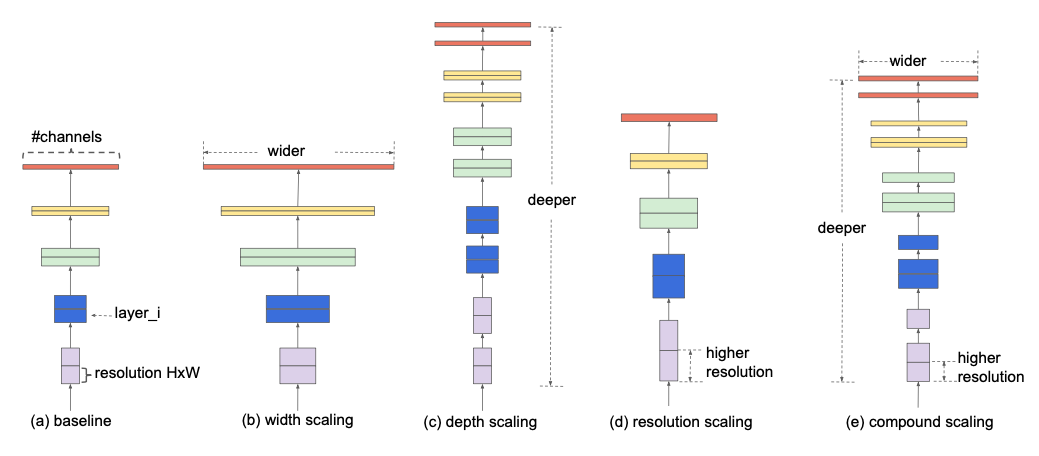 #channels
layer_i
resolution HxW
(a) baseline
wider
(b) width scaling
deeper
(c) depth scaling
higher
resolution
(d) resolution scaling
wider
deeper
higher
resolution
(e) compound scaling